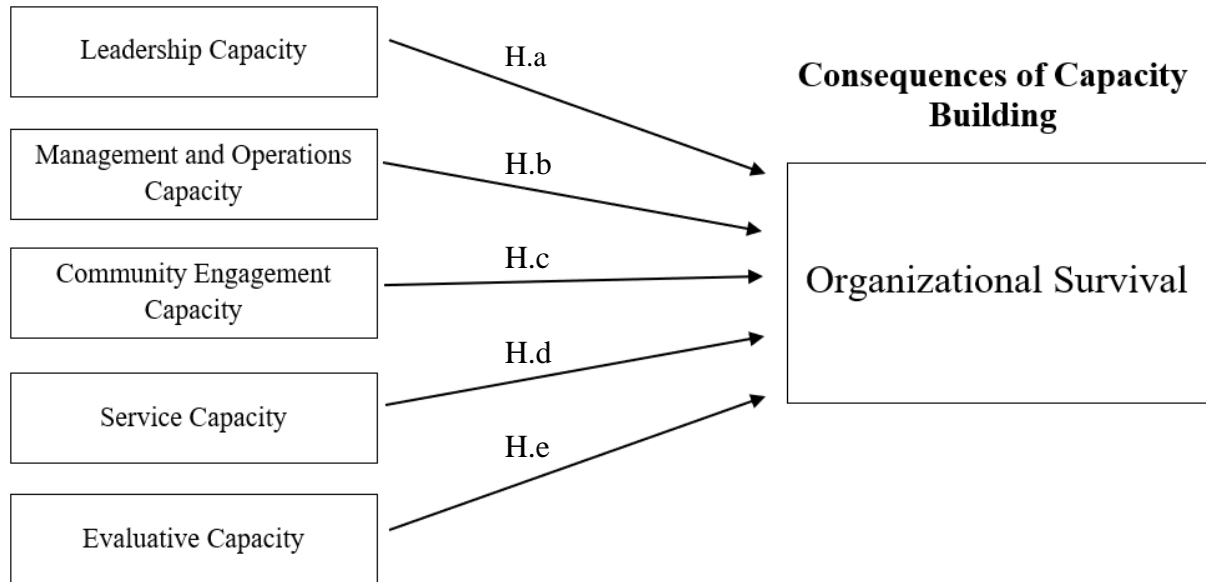 Leadership Capacity
H.a
Consequences of Capacity
Building
Management and Operations
Capacity
H.b
Community Engagement
Capacity
H.c
Organizational Survival
Service Capacity
H.d
Evaluative Capacity
H.e